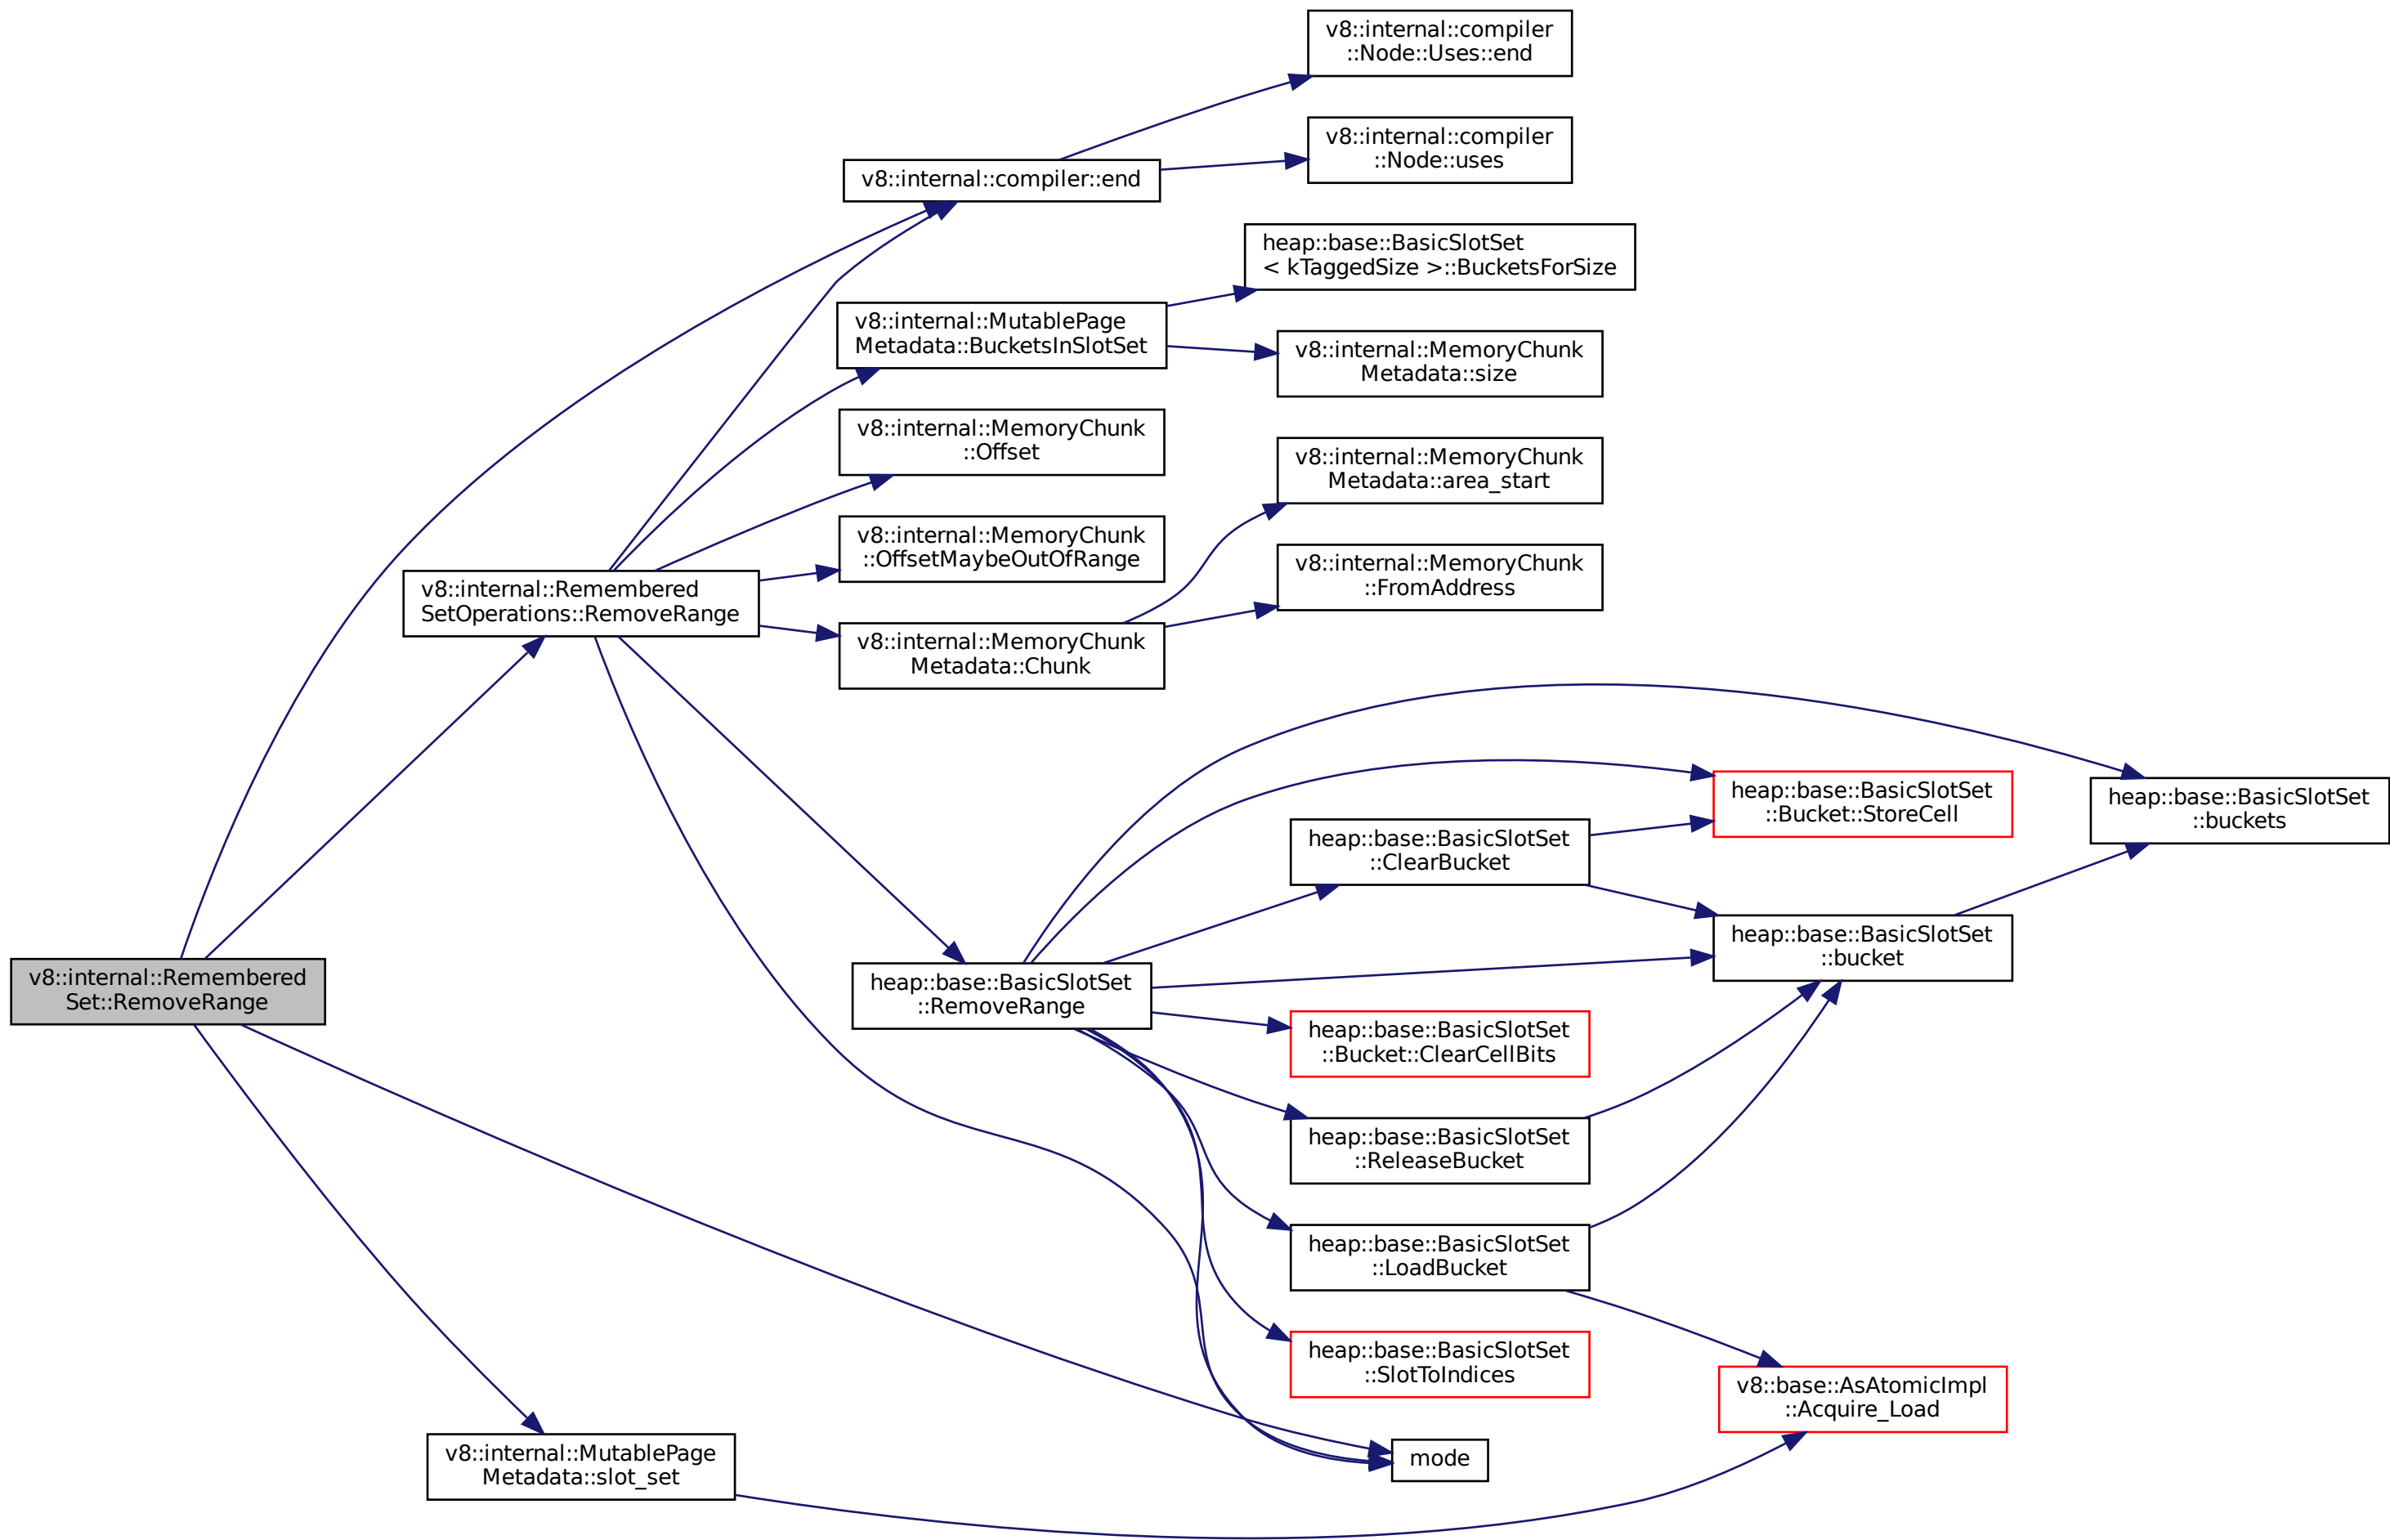 v8::internal::compiler
::Node::Uses::end
v8::internal::compiler
::Node::uses
v8::internal::compiler::end
heap::base::BasicSlotSet
< kTaggedSize >::BucketsForSize
v8::internal::MutablePage
Metadata::BucketsInSlotSet
v8::internal::MemoryChunk
Metadata::size
v8::internal::MemoryChunk
::Offset
v8::internal::MemoryChunk
Metadata::area_start
v8::internal::MemoryChunk
::OffsetMaybeOutOfRange
v8::internal::MemoryChunk
::FromAddress
v8::internal::Remembered
SetOperations::RemoveRange
v8::internal::MemoryChunk
Metadata::Chunk
heap::base::BasicSlotSet
::Bucket::StoreCell
heap::base::BasicSlotSet
::buckets
heap::base::BasicSlotSet
::ClearBucket
heap::base::BasicSlotSet
::bucket
v8::internal::Remembered
Set::RemoveRange
heap::base::BasicSlotSet
::RemoveRange
heap::base::BasicSlotSet
::Bucket::ClearCellBits
heap::base::BasicSlotSet
::ReleaseBucket
heap::base::BasicSlotSet
::LoadBucket
heap::base::BasicSlotSet
::SlotToIndices
v8::base::AsAtomicImpl
::Acquire_Load
v8::internal::MutablePage
Metadata::slot_set
mode